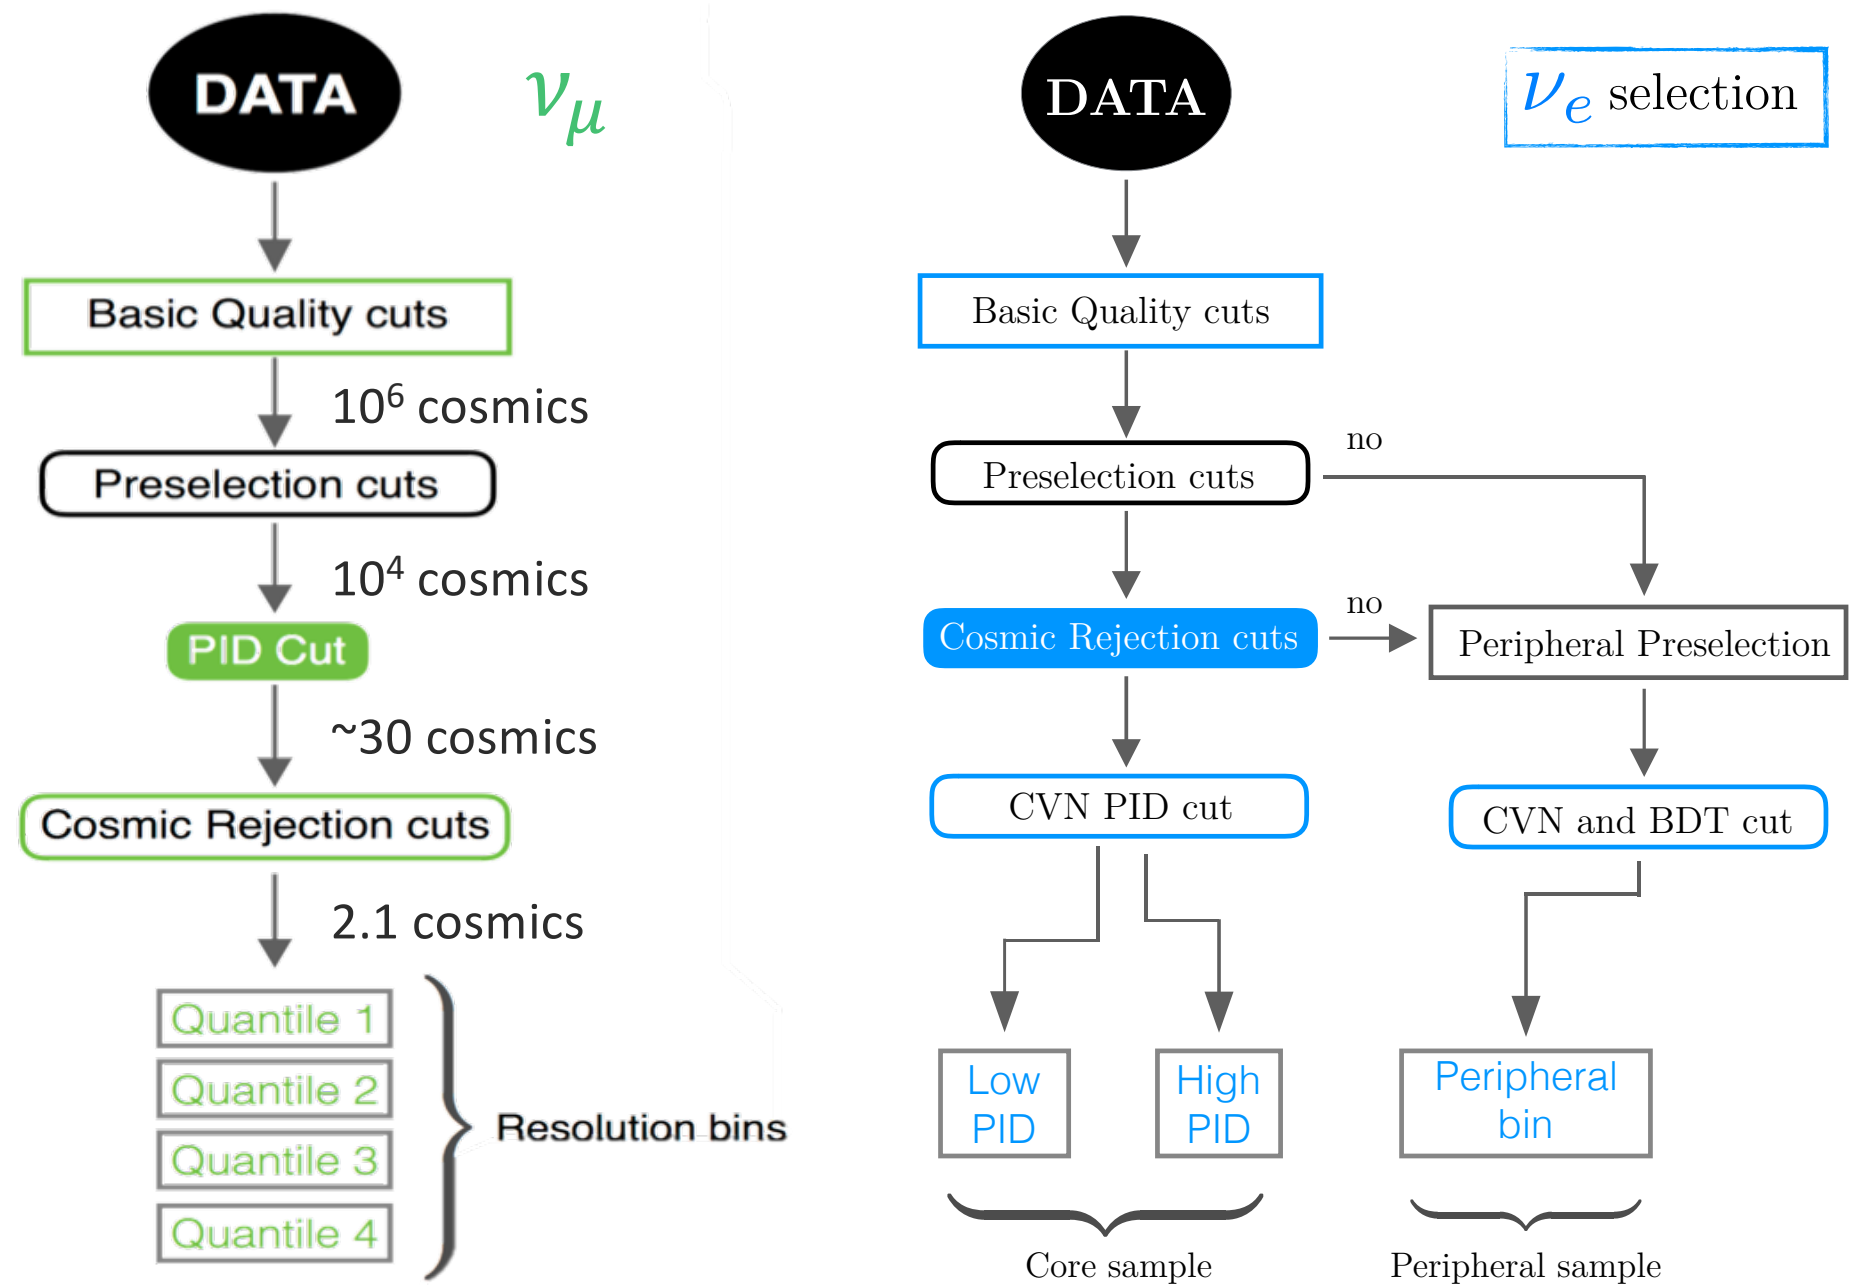 DATA
ν_μ
Basic Quality cuts
10⁶ cosmics
Preselection cuts
10⁴ cosmics
PID Cut
~30 cosmics
Cosmic Rejection cuts
2.1 cosmics
Quantile 1
Quantile 2
Quantile 3
Quantile 4
Resolution bins
DATA
ν_e selection
Basic Quality cuts
Preselection cuts
no
Cosmic Rejection cuts
no
Peripheral Preselection
CVN PID cut
CVN and BDT cut
Low
PID
High
PID
Peripheral
bin
Core sample
Peripheral sample